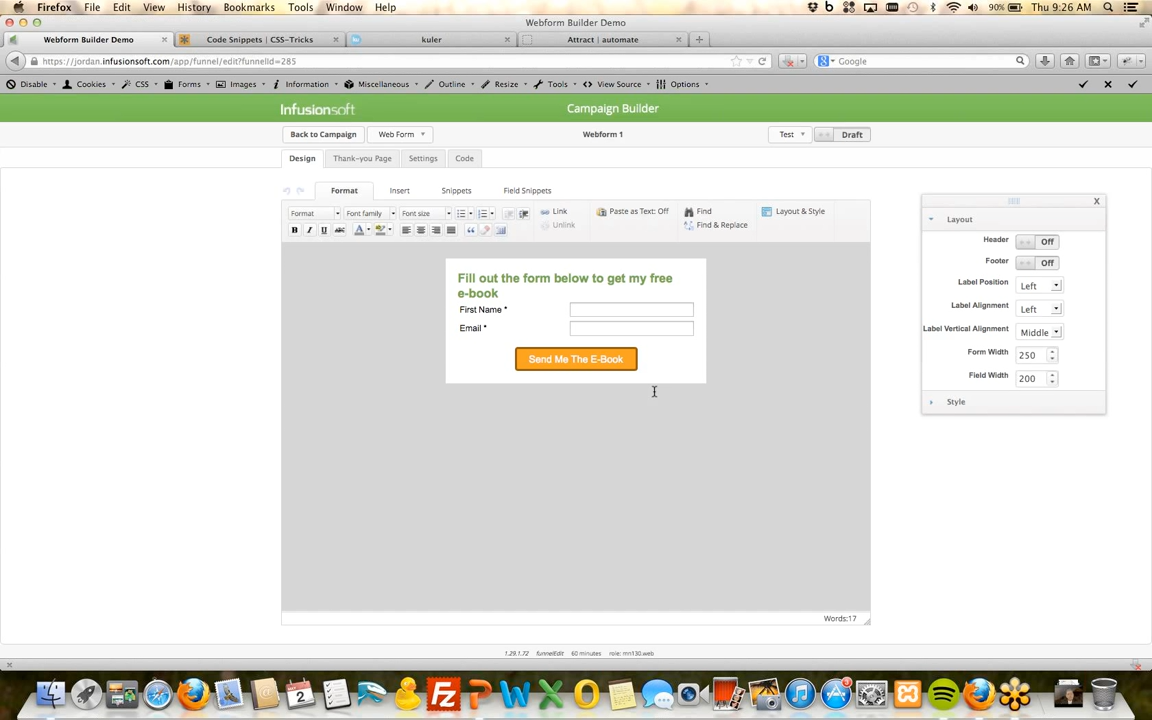 Firefox File Edit View History Bookmarks Tools Window Help 90% Thu 9:26 AM
Webform Builder Demo
Webform Builder Demo Code Snippets | CSS-Tricks kuler Attract | automate
https://jordan.infusionsoft.com/app/funnel/edit?funnelId=285 Google
Disable Cookies CSS Forms Images Information Miscellaneous Outline Resize Tools View Source Options
Infusionsoft Campaign Builder
Back to Campaign Web Form Webform 1 Test Draft
Design Thank-you Page Settings Code
Format Insert Snippets Field Snippets
Format Font family Font size Link Paste as Text: Off Find Layout & Style
B I U ABC A Unlink Find & Replace
Layout
Header Off
Footer Off
Label Position Left
Label Alignment Left
Label Vertical Alignment Middle
Form Width 250
Field Width 200
Style
Fill out the form below to get my free
e-book
First Name *
Email *
Send Me The E-Book
Words:17
1.29.1.72 funnelEdit 60 minutes role: mn130.web